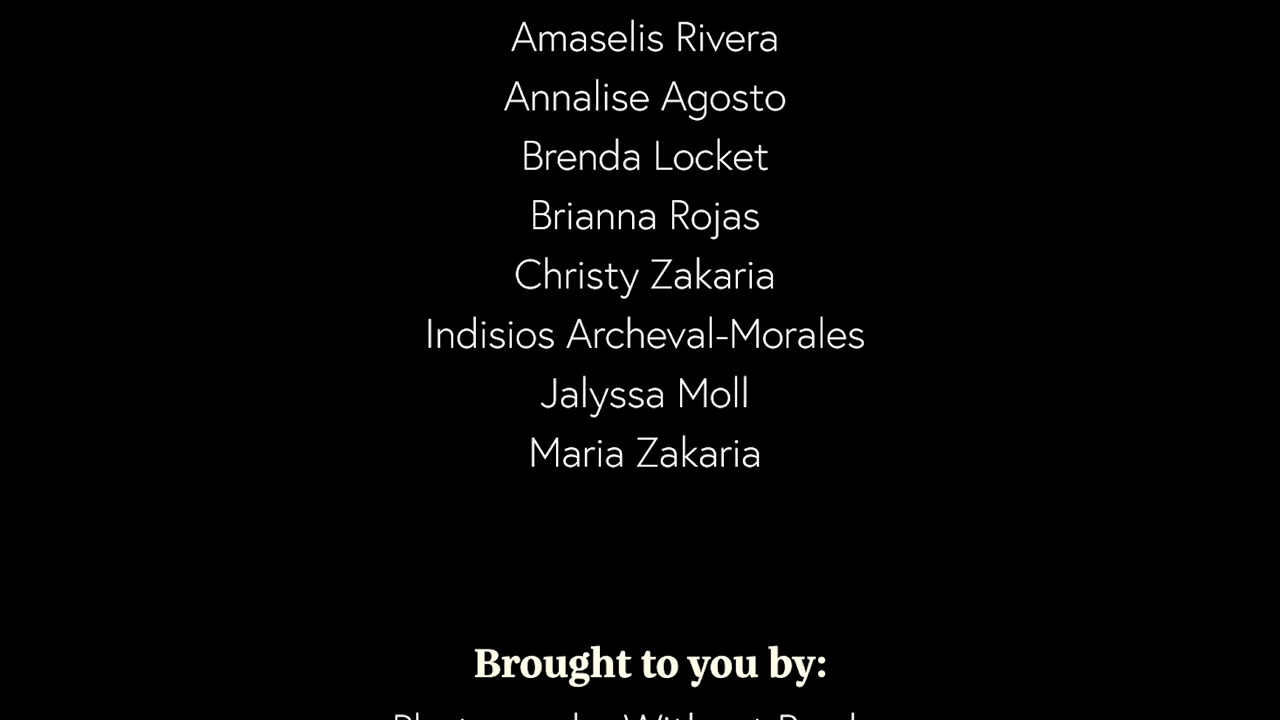 Amaselis Rivera
Annalise Agosto
Brenda Locket
Brianna Rojas
Christy Zakaria
Indisios Archeval-Morales
Jalyssa Moll
Maria Zakaria
Brought to you by: